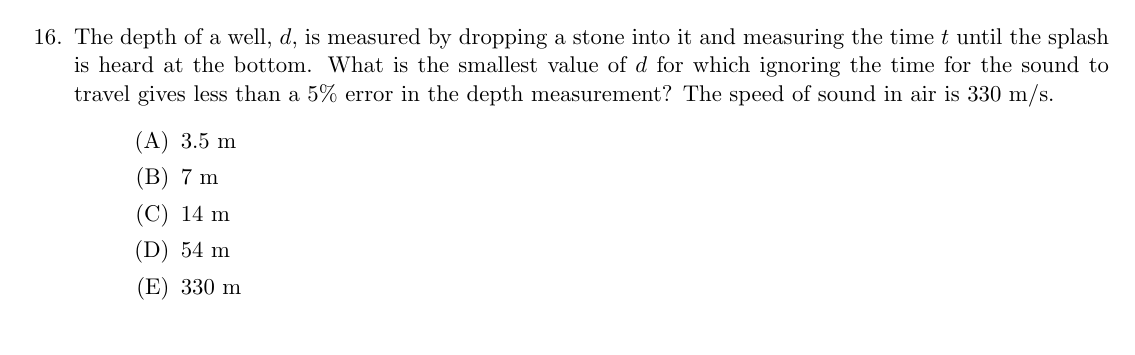 16. The depth of a well, d, is measured by dropping a stone into it and measuring the time t until the splash
is heard at the bottom. What is the smallest value of d for which ignoring the time for the sound to
travel gives less than a 5% error in the depth measurement? The speed of sound in air is 330 m/s.
(A) 3.5 m
(B) 7 m
(C) 14 m
(D) 54 m
(E) 330 m